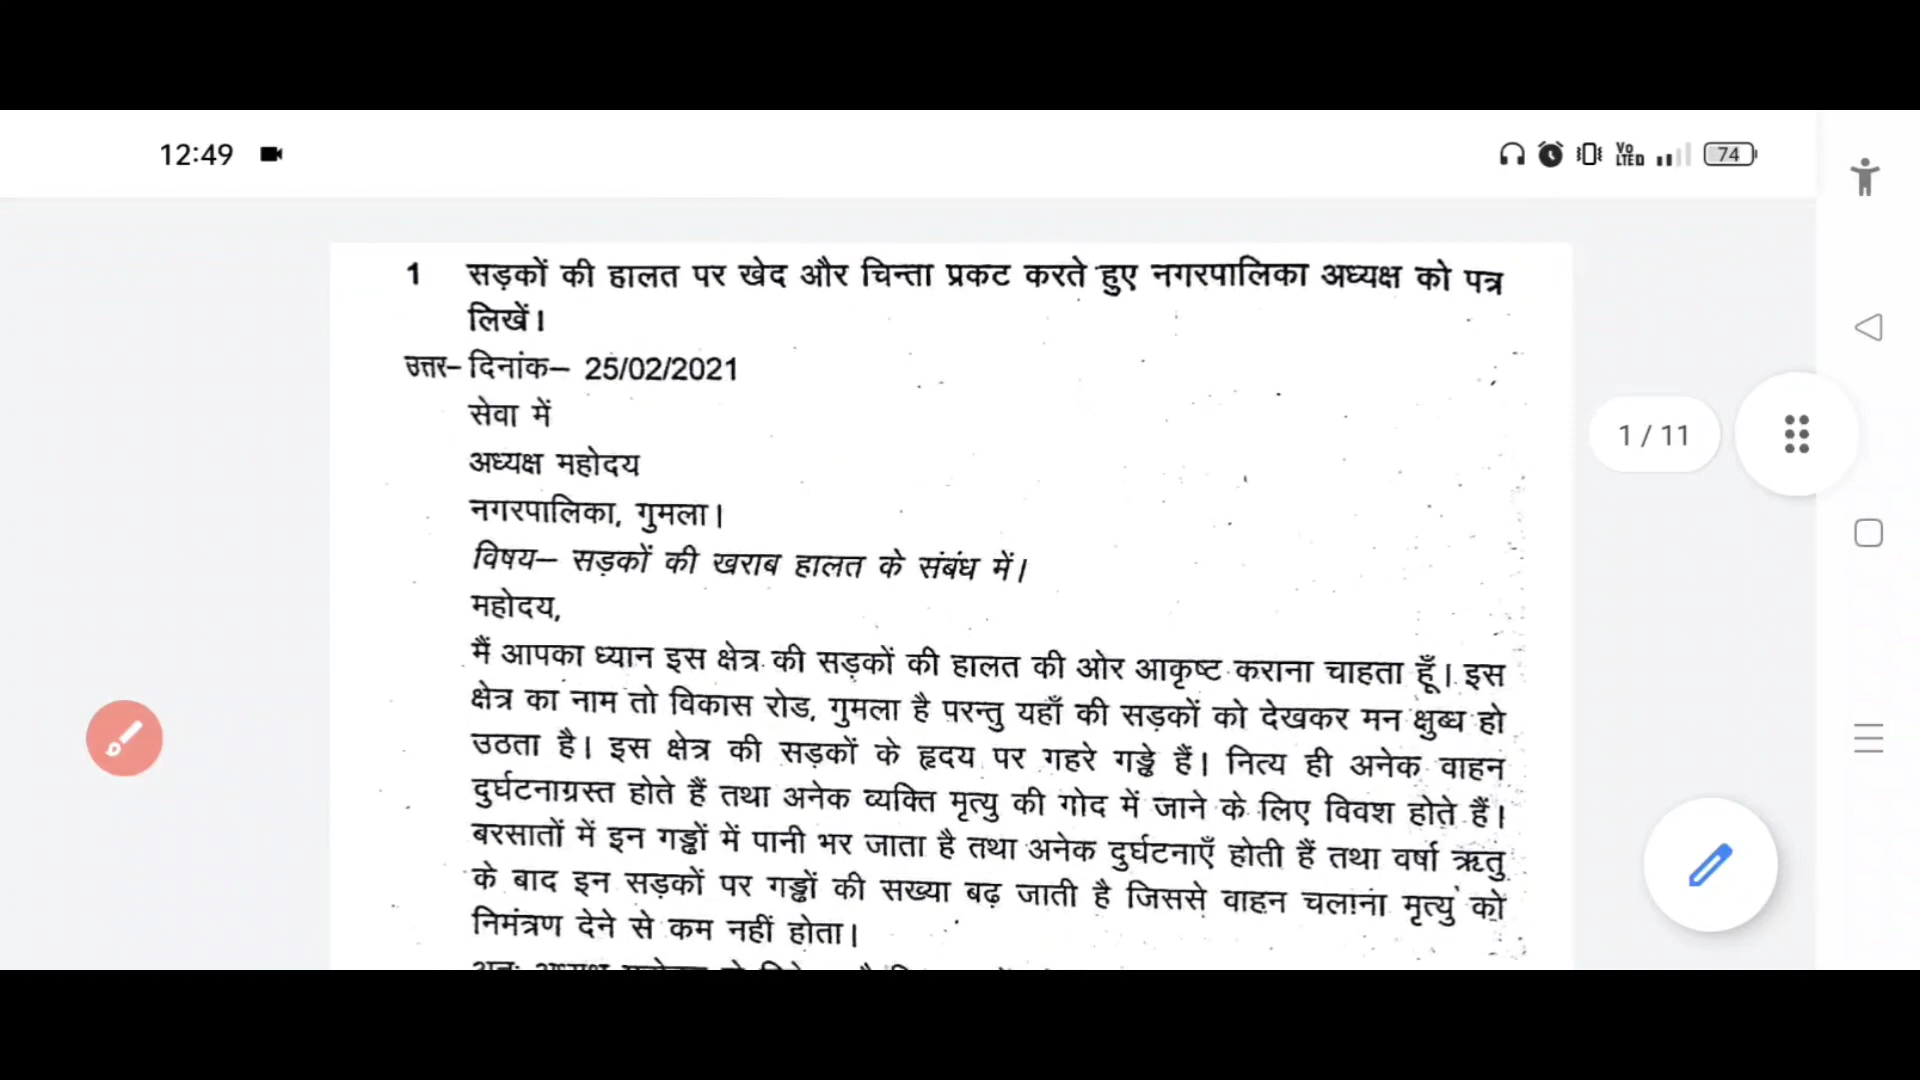 12:49
Vo LTED 74
1 सड़कों की हालत पर खेद और चिन्ता प्रकट करते हुए नगरपालिका अध्यक्ष को पत्र
लिखें।
उत्तर– दिनांक– 25/02/2021
सेवा में
अध्यक्ष महोदय
नगरपालिका, गुमला।
विषय– सड़कों की खराब हालत के संबंध में।
महोदय,
मैं आपका ध्यान इस क्षेत्र की सड़कों की हालत की ओर आकृष्ट कराना चाहता हूँ। इस
क्षेत्र का नाम तो विकास रोड, गुमला है परन्तु यहाँ की सड़कों को देखकर मन क्षुब्ध हो
उठता है। इस क्षेत्र की सड़कों के हृदय पर गहरे गड्ढे हैं। नित्य ही अनेक वाहन
दुर्घटनाग्रस्त होते हैं तथा अनेक व्यक्ति मृत्यु की गोद में जाने के लिए विवश होते हैं।
बरसातों में इन गड्ढों में पानी भर जाता है तथा अनेक दुर्घटनाएँ होती हैं तथा वर्षा ऋतु
के बाद इन सड़कों पर गड्ढों की सख्या बढ़ जाती है जिससे वाहन चलाना मृत्यु को
निमंत्रण देने से कम नहीं होता।
1 / 11